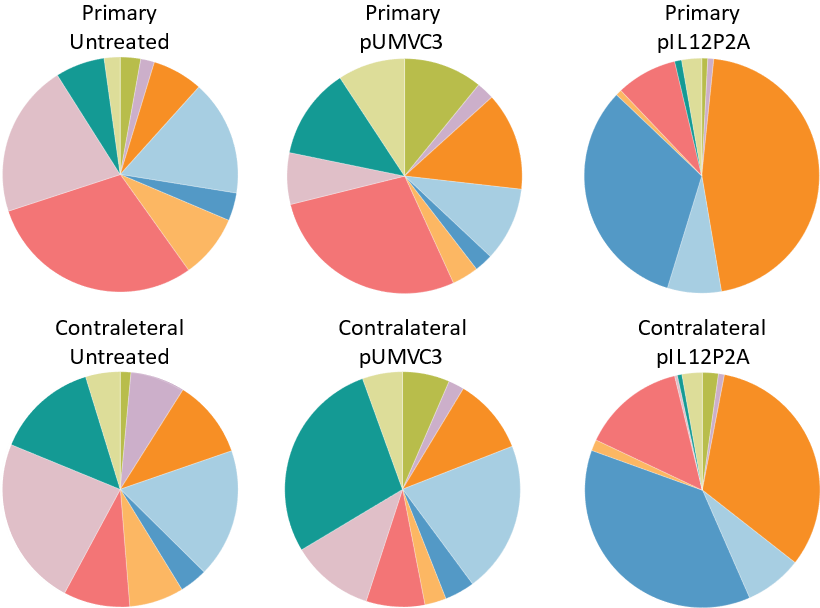 Primary
Untreated
Primary
pUMVC3
Primary
pIL12P2A
Contraleteral
Untreated
Contralateral
pUMVC3
Contralateral
pIL12P2A